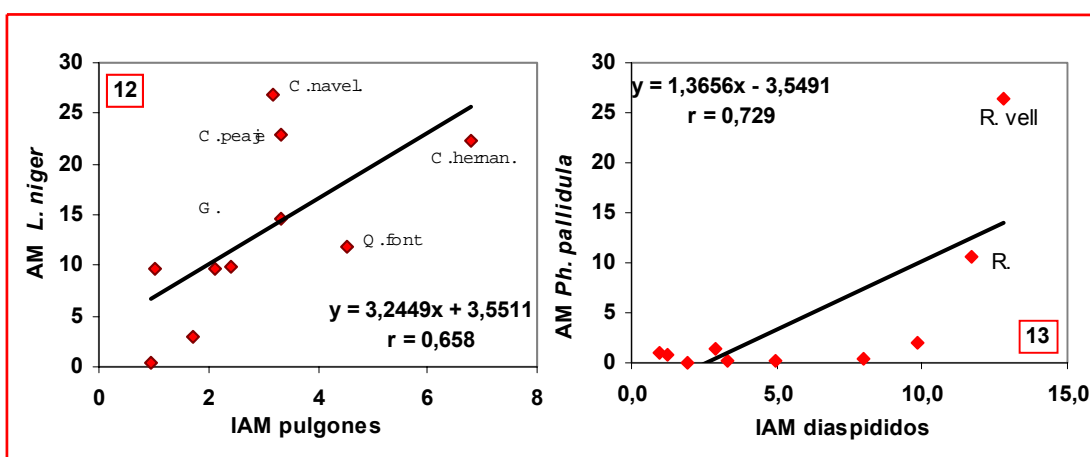 12
30
25
20
15
10
5
0
AM L. niger
C.navel.
C.peaje
G.
C.hernan.
Q.font
y = 3,2449x + 3,5511
r = 0,658
0 2 4 6 8
IAM pulgones
30
25
20
15
10
5
0
AM Ph. pallidula
y = 1,3656x - 3,5491
r = 0,729
R. vell
R.
13
0,0 5,0 10,0 15,0
IAM diaspididos